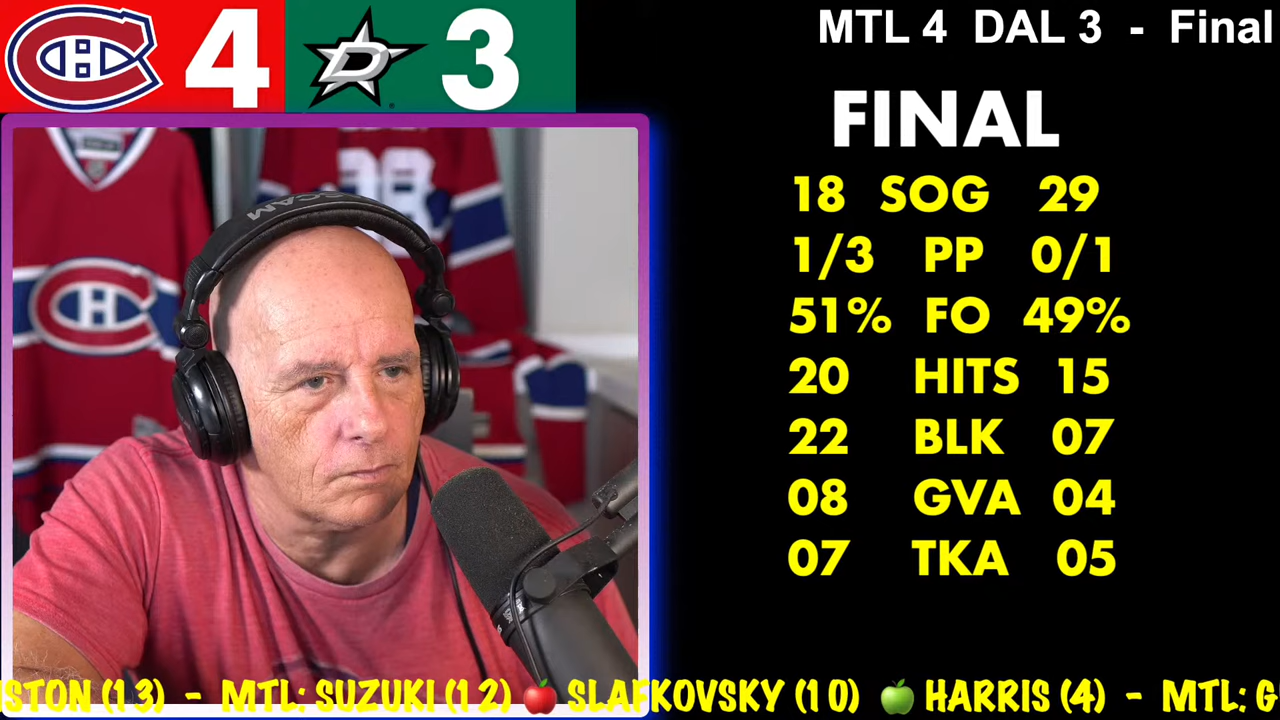 4 3
MTL 4 DAL 3 - Final
FINAL
18 SOG 29
1/3 PP 0/1
51% FO 49%
20 HITS 15
22 BLK 07
08 GVA 04
07 TKA 05
ISTON (13) - MTL: SUZUKI (12) 🍎 SLAFKOVSKY (10) 🍏 HARRIS (4) - MTL: G